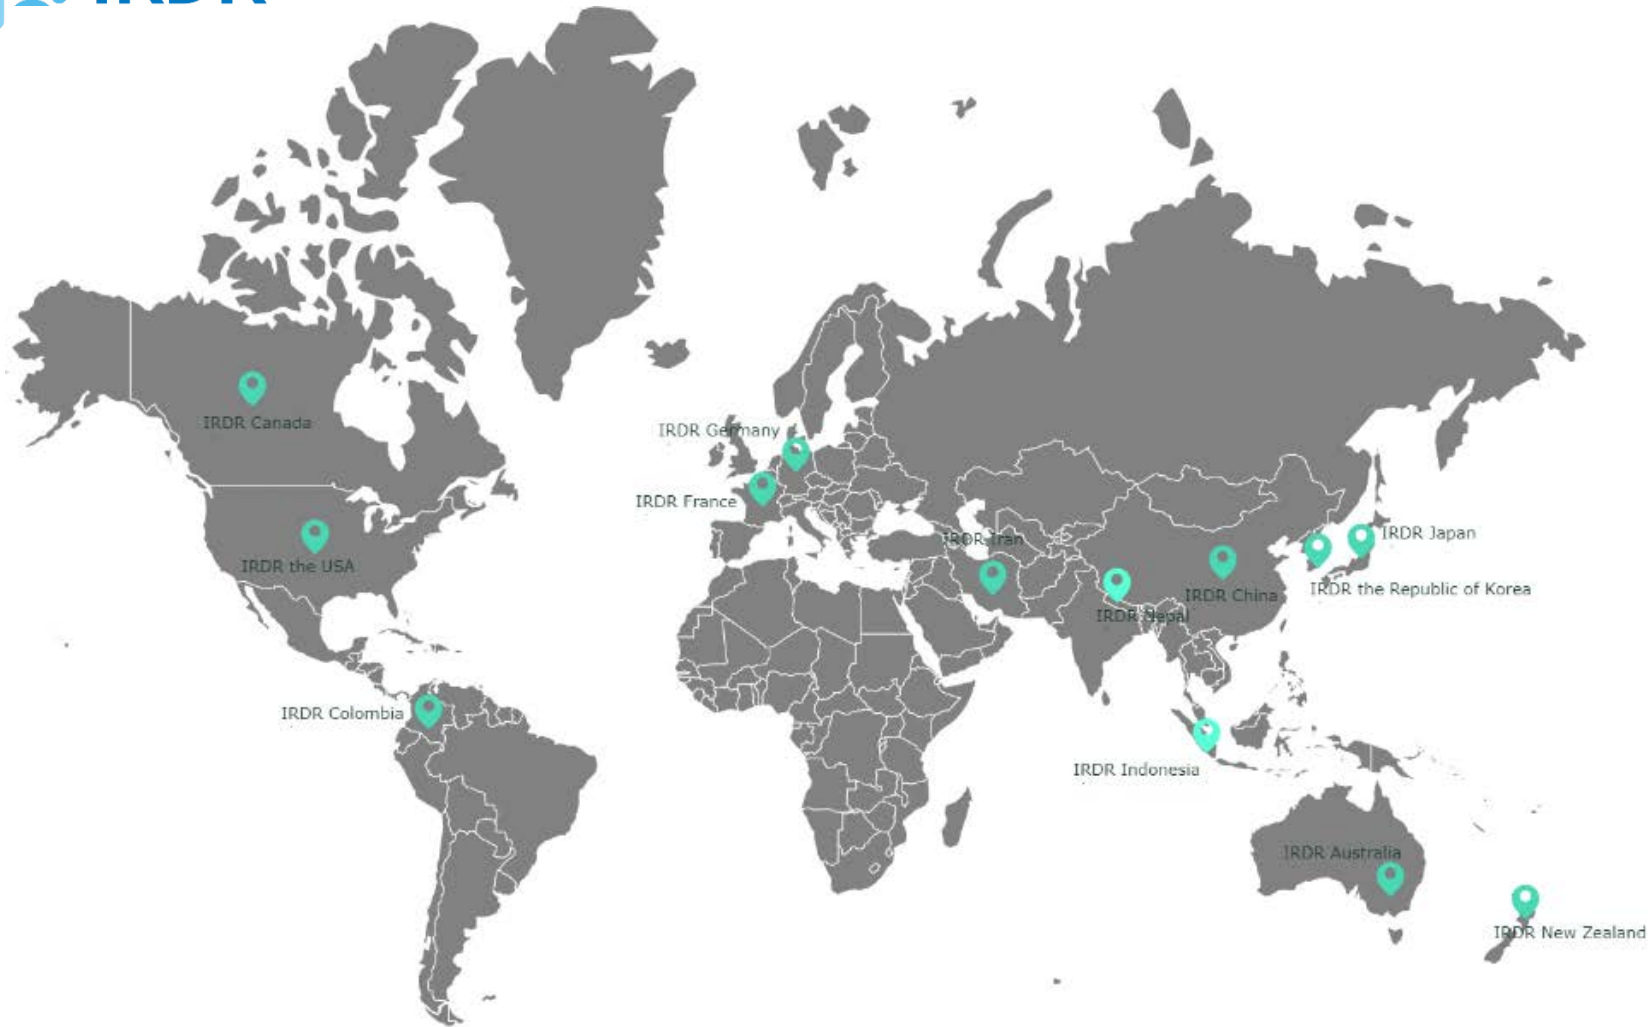 IRDR
IRDR Canada
IRDR Germany
IRDR France
IRDR Iran
IRDR Japan
IRDR the USA
IRDR China
IRDR the Republic of Korea
IRDR Nepal
IRDR Colombia
IRDR Indonesia
IRDR Australia
IRDR New Zealand